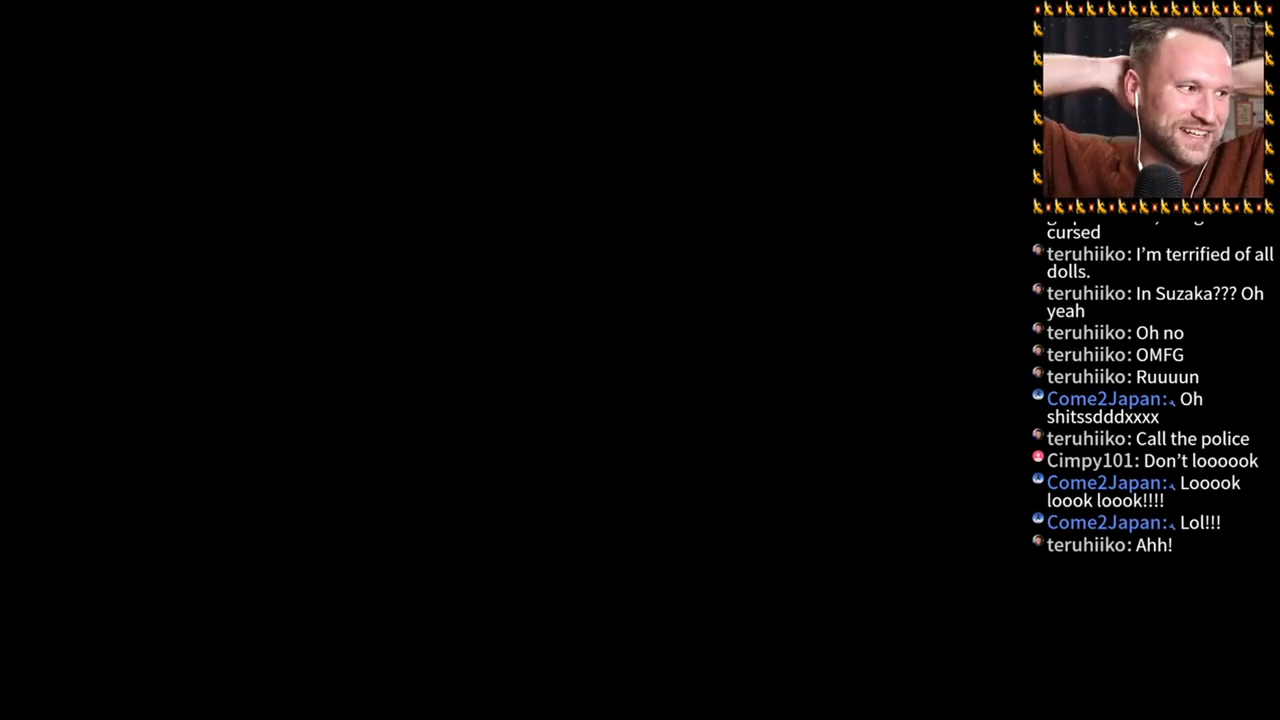 cursed
teruhiiko: I'm terrified of all
dolls.
teruhiiko: In Suzaka??? Oh
yeah
teruhiiko: Oh no
teruhiiko: OMFG
teruhiiko: Ruuuun
Come2Japan: Oh
shitssdddxxxx
teruhiiko: Call the police
Cimpy101: Don't loooook
Come2Japan: Looook
loook loook!!!!
Come2Japan: Lol!!!
teruhiiko: Ahh!